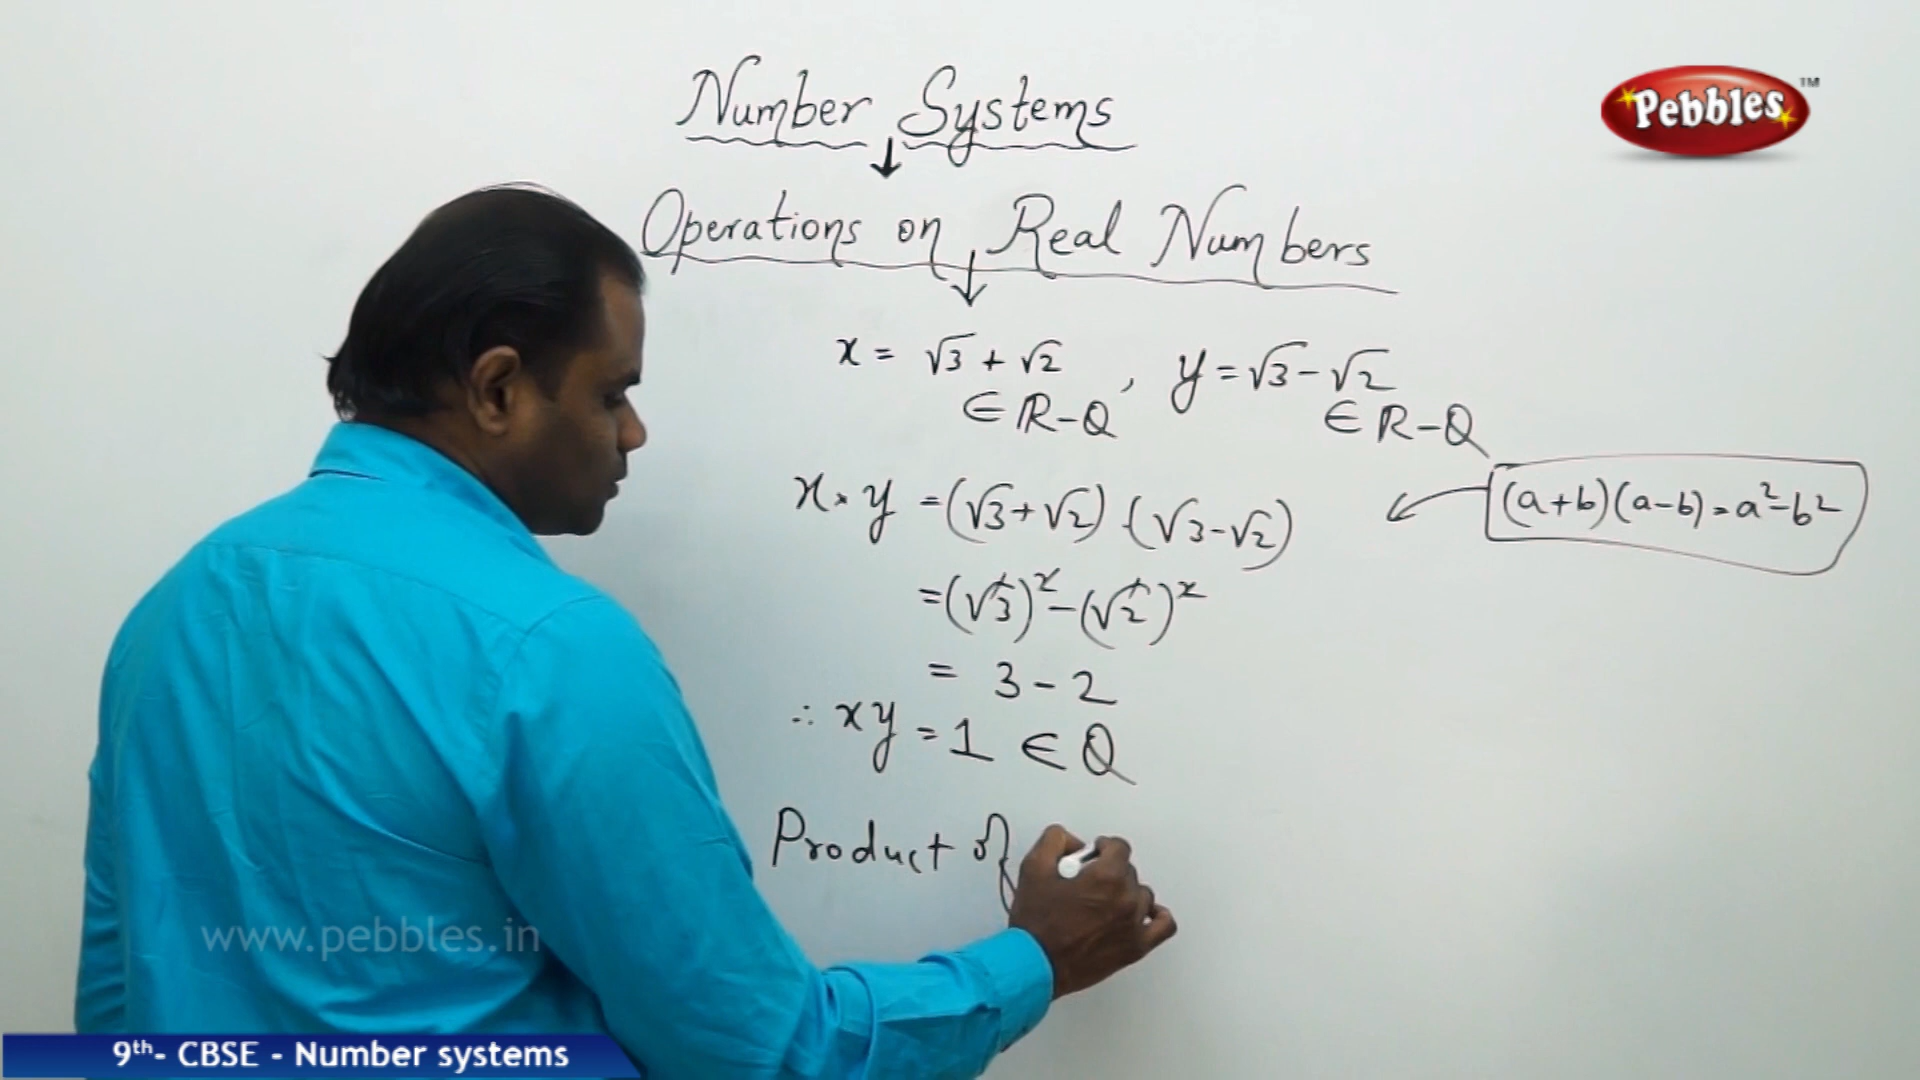 Number Systems
Pebbles™
Operations on Real Numbers
x = √3 + √2 , y = √3 - √2
∈ R-Q ∈ R-Q
x × y = (√3+√2) · (√3-√2)
(a+b)(a-b) = a²-b²
= (√3)² - (√2)²
= 3 - 2
∴ xy = 1 ∈ Q
Product of
www.pebbles.in
9th- CBSE - Number systems